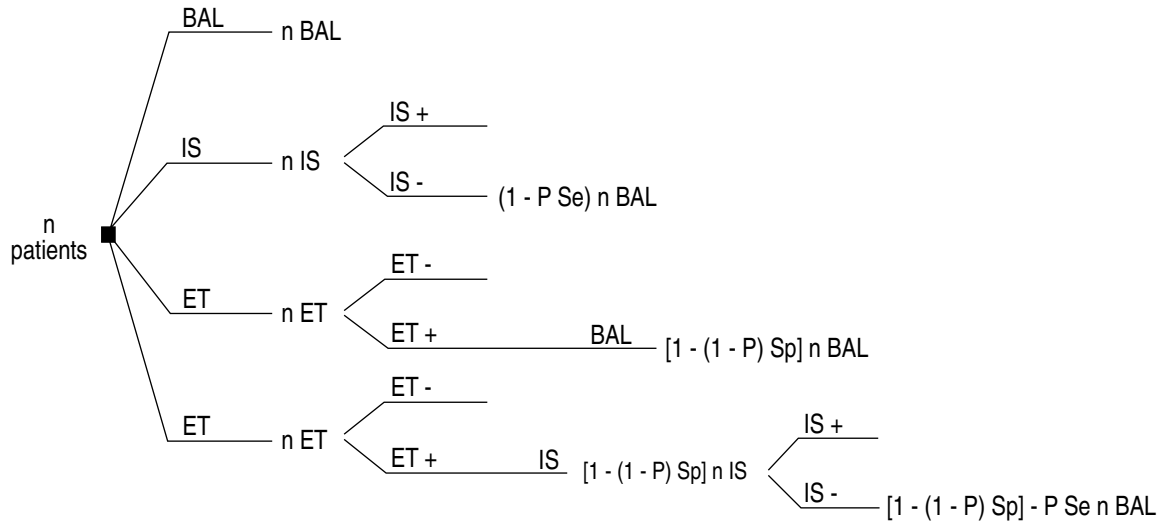 BAL
n BAL
IS +
IS
n IS
IS -
(1 - P Se) n BAL
n
patients
ET -
ET
n ET
ET +
BAL
[1 - (1 - P) Sp] n BAL
ET -
ET
n ET
IS +
ET +
IS
[1 - (1 - P) Sp] n IS
IS -
[1 - (1 - P) Sp] - P Se n BAL